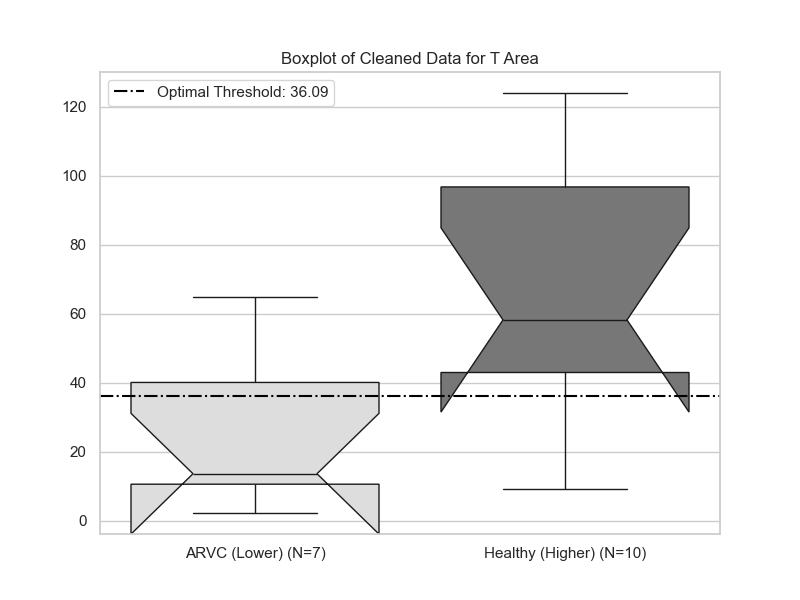 Boxplot of Cleaned Data for T Area
Optimal Threshold: 36.09
120
100
80
60
40
20
0
ARVC (Lower) (N=7)
Healthy (Higher) (N=10)